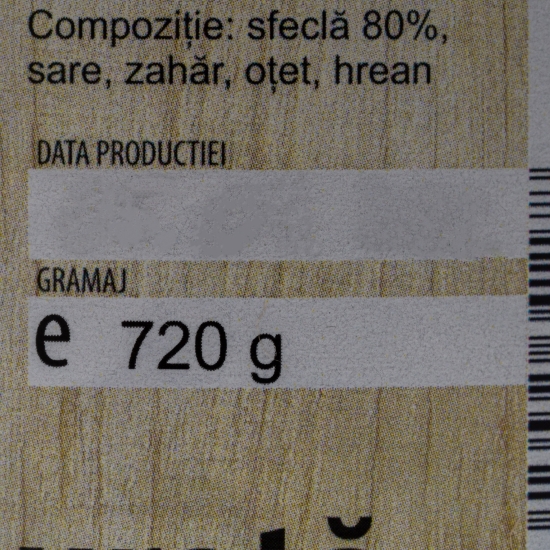 Compoziție: sfeclă 80%,
sare, zahăr, oțet, hrean
DATA PRODUCTIEI
GRAMAJ
e 720 g